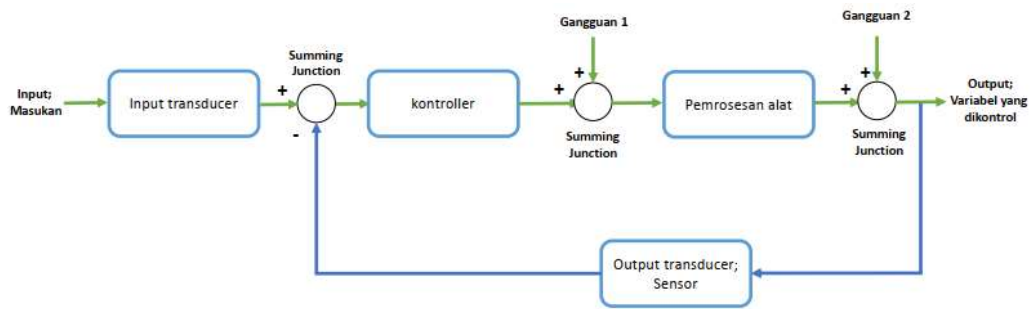 Gangguan 1
Gangguan 2
Summing
Junction
Input;
Masukan
Input transducer
+
-
kontroller
+
+
Summing
Junction
Pemrosesan alat
+
+
Summing
Junction
Output;
Variabel yang
dikontrol
Output transducer;
Sensor